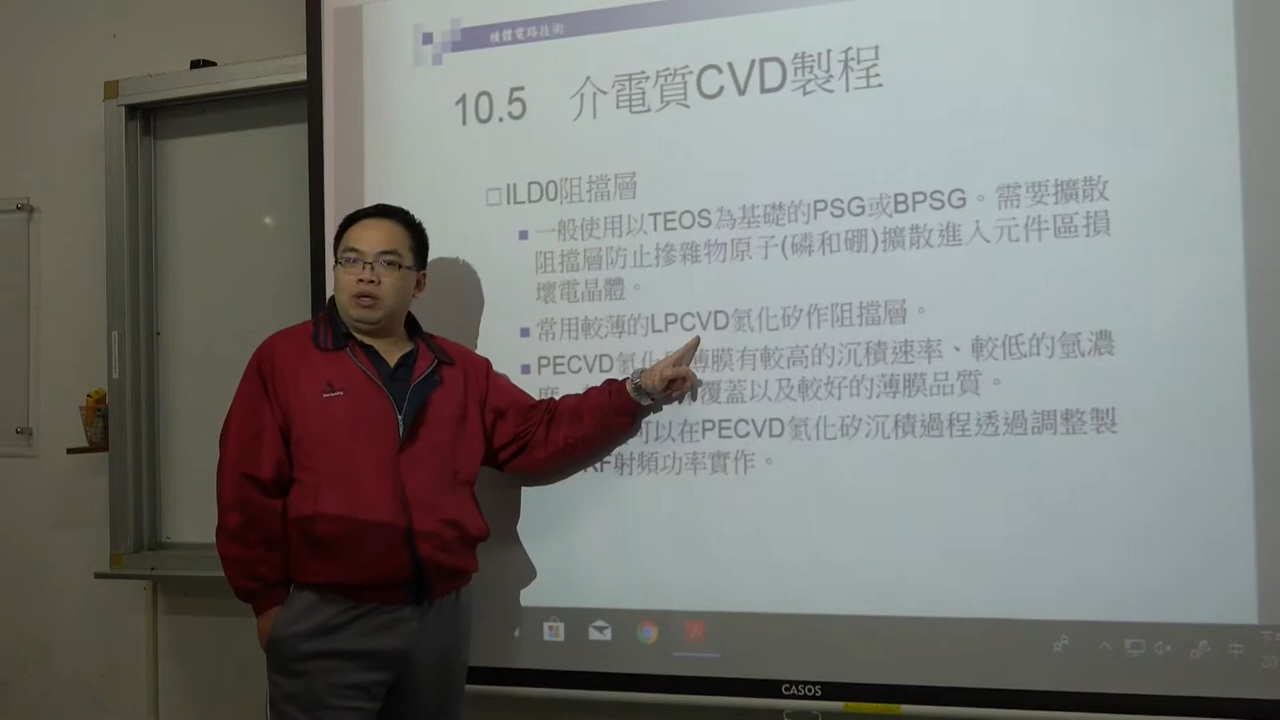 積體電路技術
10.5 介電質CVD製程
ILD0阻擋層
一般使用以TEOS為基礎的PSG或BPSG。需要擴散
阻擋層防止摻雜物原子(磷和硼)擴散進入元件區損
壞電晶體。
常用較薄的LPCVD氮化矽作阻擋層。
PECVD氮化 薄膜有較高的沉積速率、較低的氫濃
覆蓋以及較好的薄膜品質。
可以在PECVD氮化矽沉積過程透過調整製
RF射頻功率實作。
中
CASOS